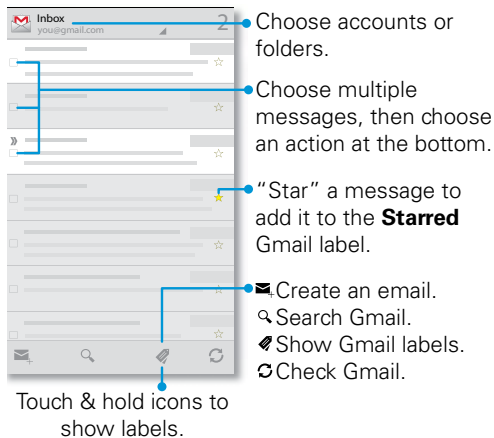 Inbox
you@gmail.com
2
Choose accounts or
folders.
Choose multiple
messages, then choose
an action at the bottom.
“Star” a message to
add it to the Starred
Gmail label.
Create an email.
Search Gmail.
Show Gmail labels.
Check Gmail.
Touch & hold icons to
show labels.